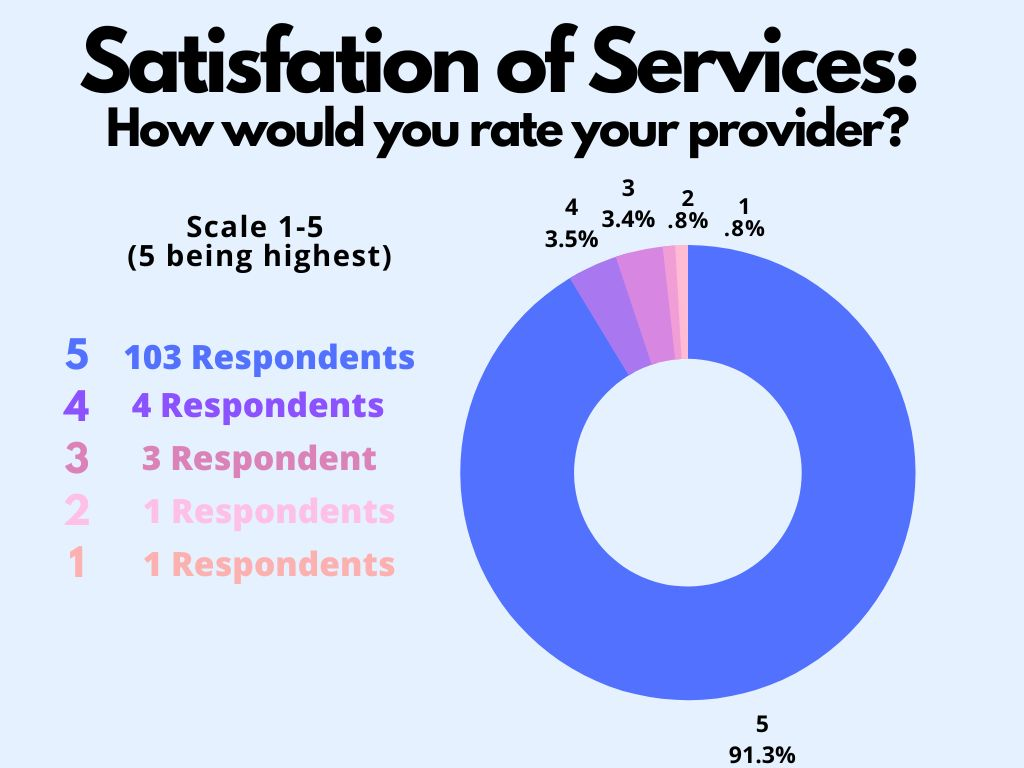 Satisfation of Services:
How would you rate your provider?
Scale 1-5
(5 being highest)
5 103 Respondents
4 4 Respondents
3 3 Respondent
2 1 Respondents
1 1 Respondents
4
3.5%
3
3.4%
2
.8%
1
.8%
5
91.3%